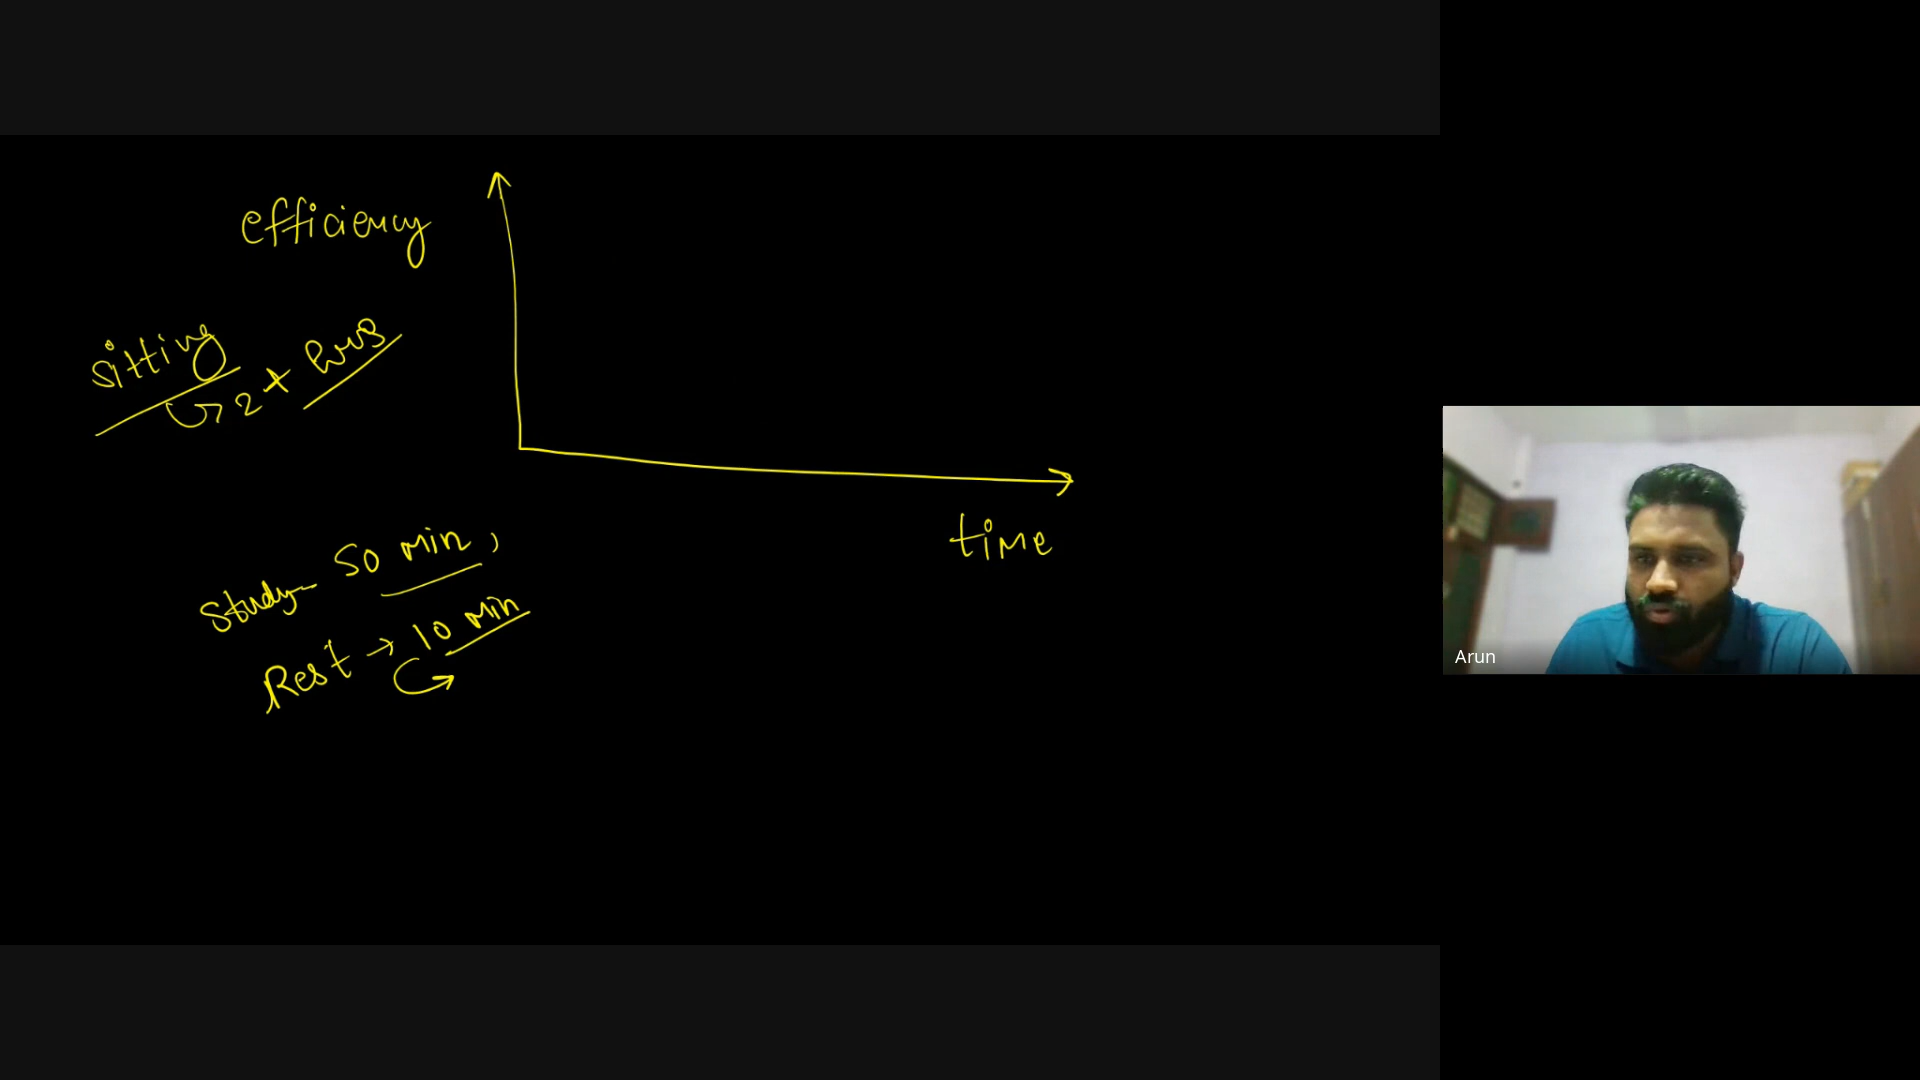 efficiency
sitting
2+ hrs
time
Study - 50 min,
Rest → 10 min
Arun